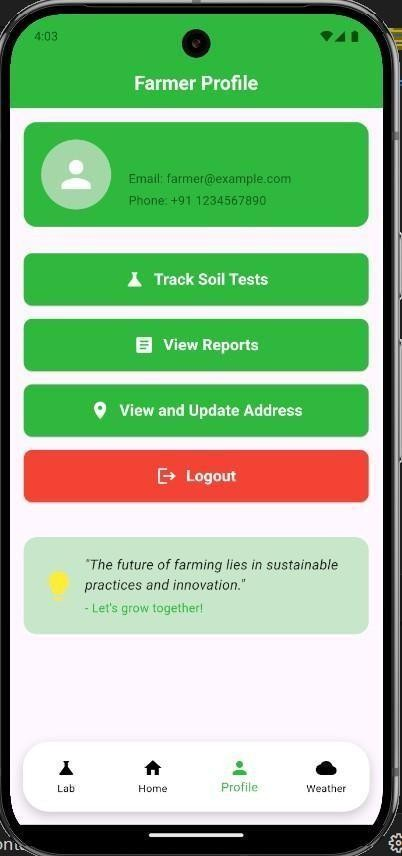 4:03
Farmer Profile
Email: farmer@example.com
Phone: +91 1234567890
Track Soil Tests
View Reports
View and Update Address
Logout
"The future of farming lies in sustainable
practices and innovation."
- Let's grow together!
Lab Home Profile Weather